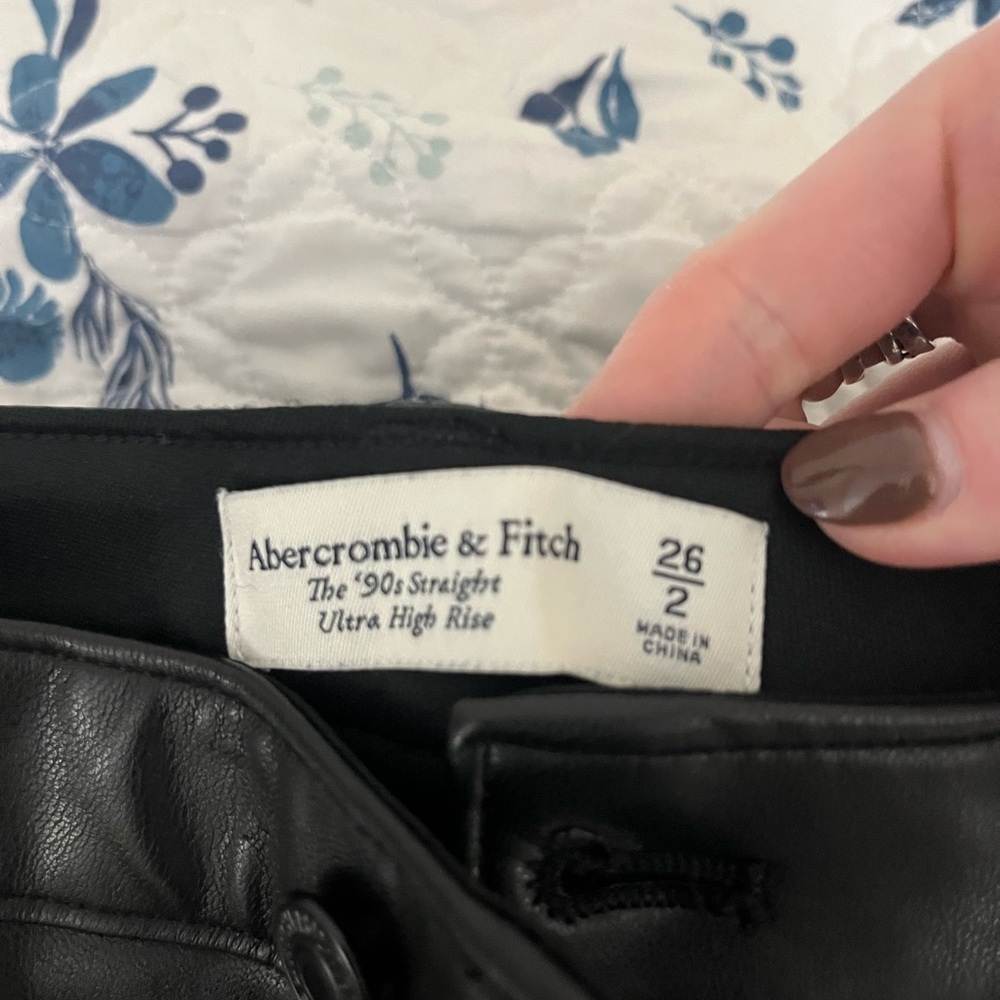 Abercrombie & Fitch
The ‘90s Straight
Ultra High Rise
26
2
MADE IN
CHINA